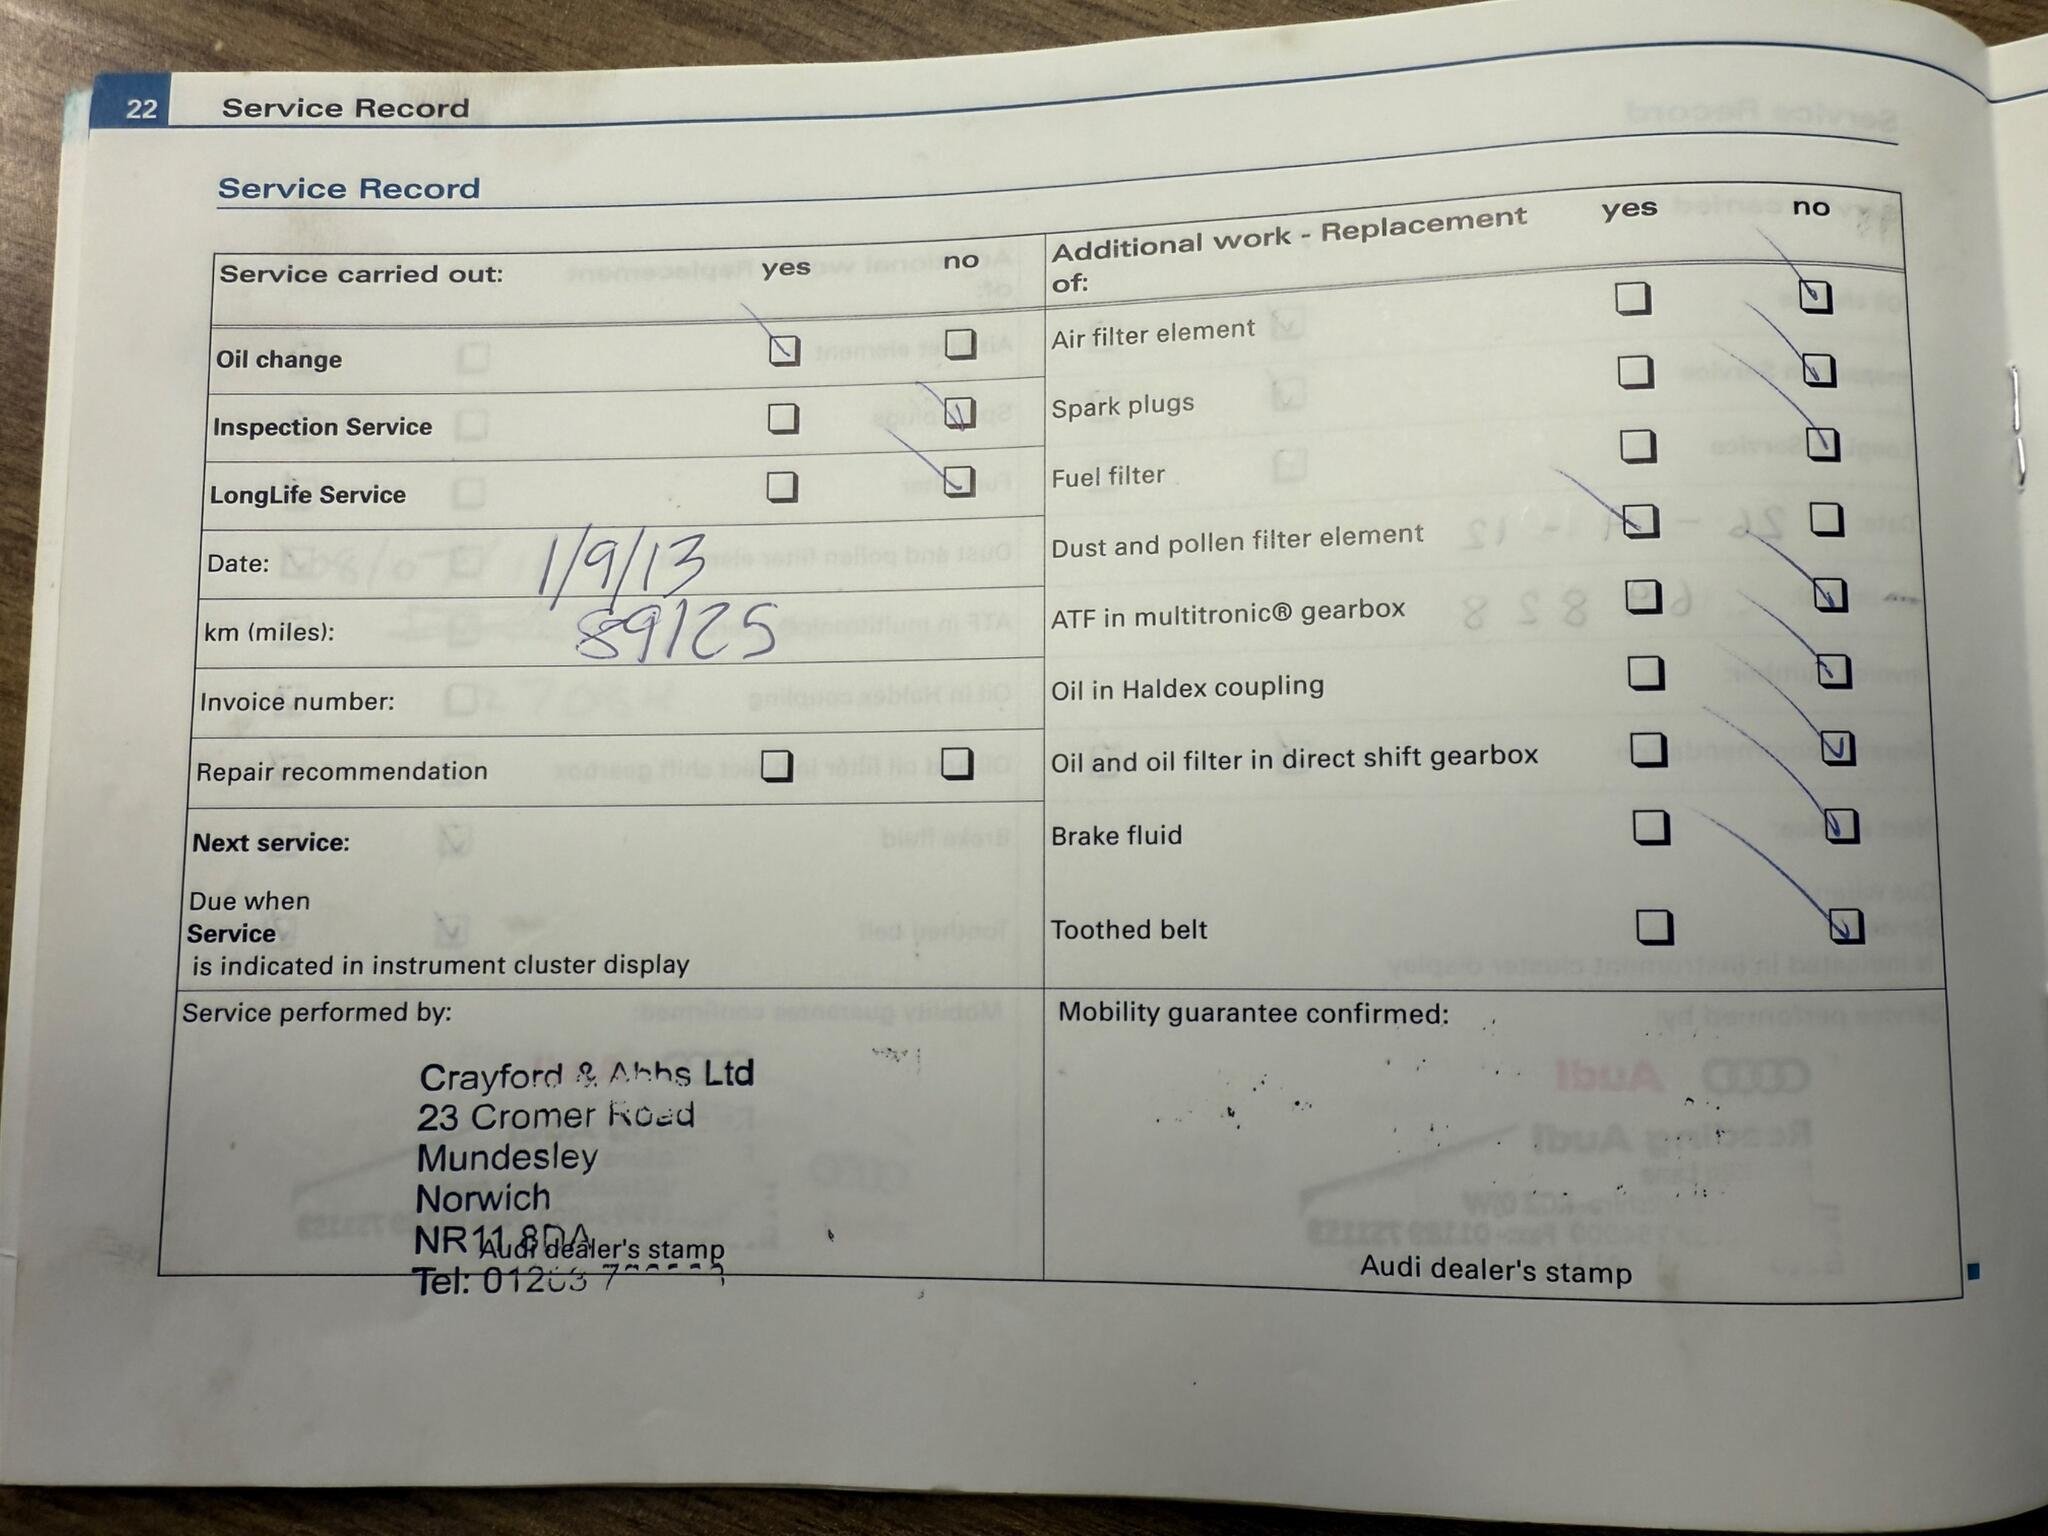 22 Service Record
Service Record
Service carried out: yes no
Oil change
Inspection Service
LongLife Service
Date: 1/9/13
km (miles): 89125
Invoice number:
Repair recommendation
Next service:
Due when
Service
is indicated in instrument cluster display
Service performed by:
Crayford & Abbs Ltd
23 Cromer Road
Mundesley
Norwich
NR11 8DA
Audi dealer's stamp
Tel:
Additional work - Replacement yes no
of:
Air filter element
Spark plugs
Fuel filter
Dust and pollen filter element
ATF in multitronic® gearbox
Oil in Haldex coupling
Oil and oil filter in direct shift gearbox
Brake fluid
Toothed belt
Mobility guarantee confirmed:
Audi dealer's stamp